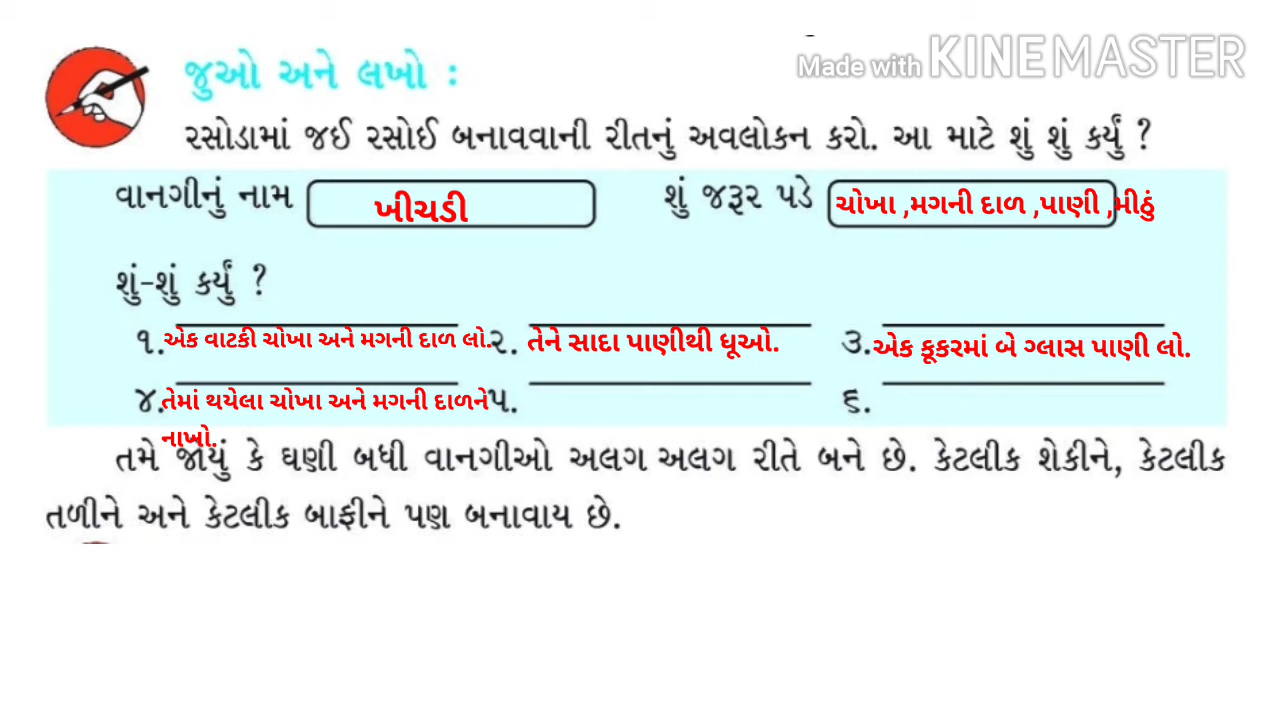 Made with KINEMASTER
જુઓ અને લખો :
રસોડામાં જઈ રસોઈ બનાવવાની રીતનું અવલોકન કરો. આ માટે શું શું કર્યું ?
વાનગીનું નામ ખીચડી શું જરૂર પડે ચોખા ,મગની દાળ ,પાણી ,મીઠું
શું-શું કર્યું ?
૧. એક વાટકી ચોખા અને મગની દાળ લો. ૨. તેને સાદા પાણીથી ધૂઓ. ૩. એક કૂકરમાં બે ગ્લાસ પાણી લો.
૪. તેમાં થયેલા ચોખા અને મગની દાળને ૫. ૬.
નાખો.
તમે જોયું કે ઘણી બધી વાનગીઓ અલગ અલગ રીતે બને છે. કેટલીક શેકીને, કેટલીક
તળીને અને કેટલીક બાફીને પણ બનાવાય છે.